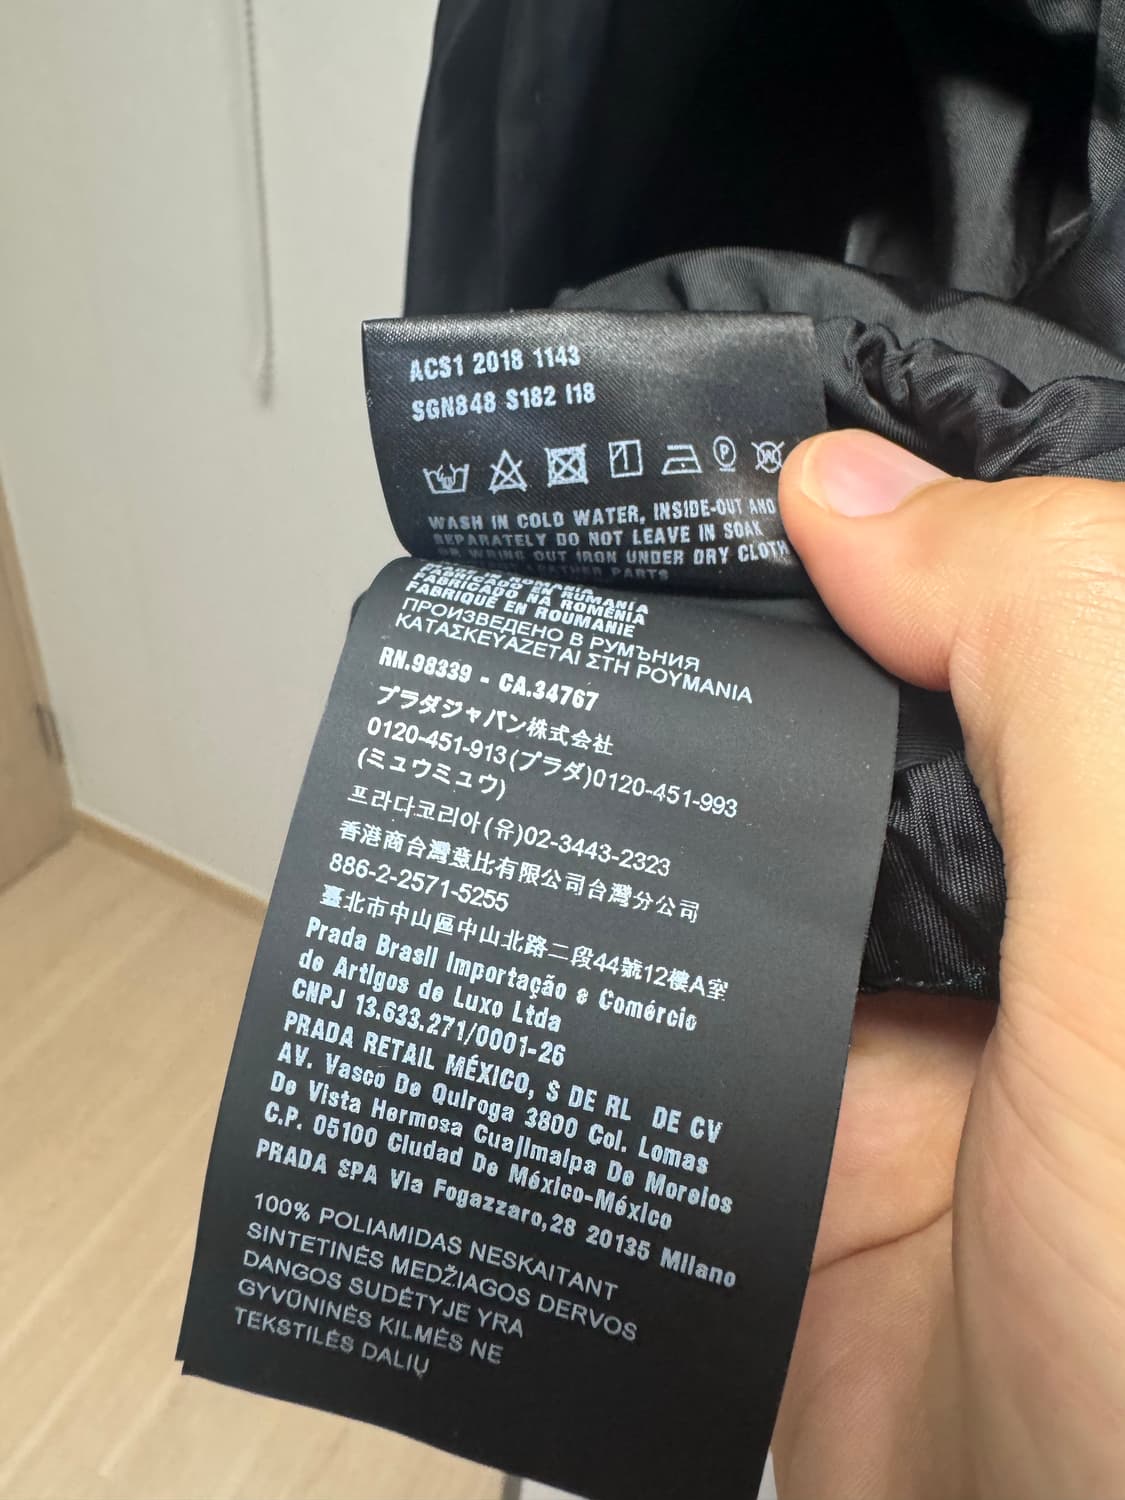 ACS1 2018 1143
SGN848 S182 I18
P
W
WASH IN COLD WATER, INSIDE-OUT AND
SEPARATELY DO NOT LEAVE IN SOAK
OR WRING OUT IRON UNDER DRY CLOTH
LEATHER PARTS
ROMANIA
FABRICADO EN RUMANIA
FABRICADO NA ROMÉNIA
FABRIQUÉ EN ROUMANIE
ПРОИЗВЕДЕНО В РУМЪНИЯ
ΚΑΤΑΣΚΕΥΑΖΕΤΑΙ ΣΤΗ ΡΟΥΜΑΝΙΑ
RN.98339 - CA.34767
プラダジャパン株式会社
0120-451-913(プラダ)0120-451-993
(ミュウミュウ)
프라다코리아(유)02-3443-2323
香港商台灣意比有限公司台灣分公司
886-2-2571-5255
臺北市中山區中山北路二段44號12樓A室
Prada Brasil Importação e Comércio
de Artigos de Luxo Ltda
CNPJ 13.633.271/0001-26
PRADA RETAIL MÉXICO, S DE RL DE CV
AV. Vasco De Quiroga 3800 Col. Lomas
De Vista Hermosa Cuajimalpa De Morelos
C.P. 05100 Ciudad De México-México
PRADA SPA Via Fogazzaro,28 20135 Milano
100% POLIAMIDAS NESKAITANT
SINTETINĖS MEDŽIAGOS DERVOS
DANGOS SUDĖTYJE YRA
GYVŪNINĖS KILMĖS NE
TEKSTILĖS DALIŲ